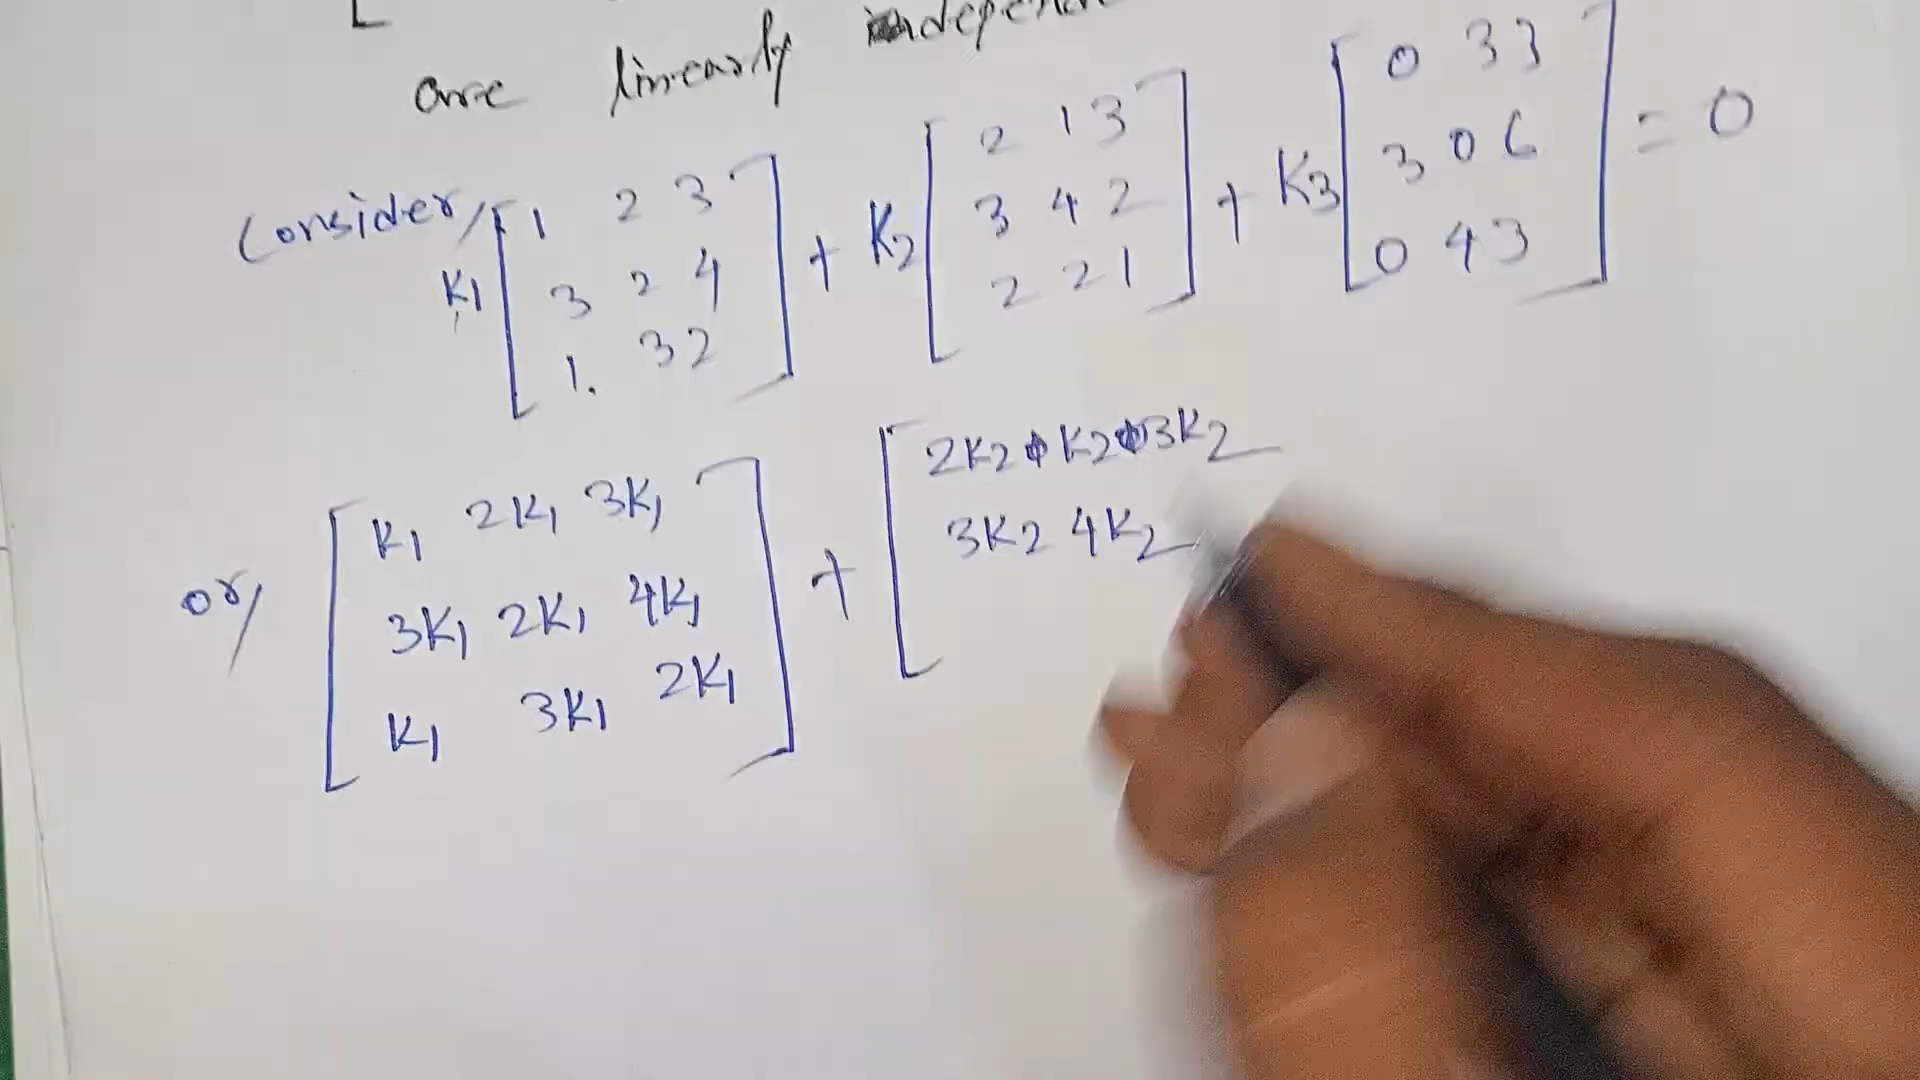 are linearly
Consider, K1 [1 2 3 + K2 [2 1 3 + K3 [0 3 3 = 0
3 2 4 3 4 2 3 0 6
1. 3 2] 2 2 1] 0 4 3]
or, [K1 2K1 3K1 + [2K2 K2 3K2
3K1 2K1 4K1 3K2 4K2
K1 3K1 2K1]